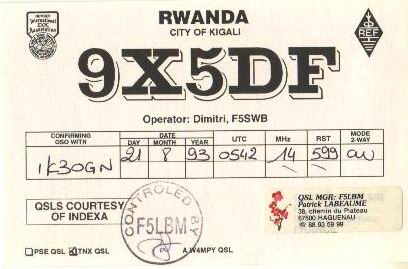 RWANDA
CITY OF KIGALI
REF
9X5DF
Operator: Dimitri, F5SWB
CONFIRMING QSO WITH DATE DAY MONTH YEAR UTC MHz RST MODE 2-WAY
IK3OGN 21 8 93 0542 14 599 CW
QSLS COURTESY
OF INDEXA
CONTROLED BY
F5LBM
QSL MGR: F5LBM
Patrick LABEAUME
38, chemin du Plateau
67500 HAGUENAU
☎ 88 93 59 99
PSE QSL TNX QSL A.W4MPY QSL